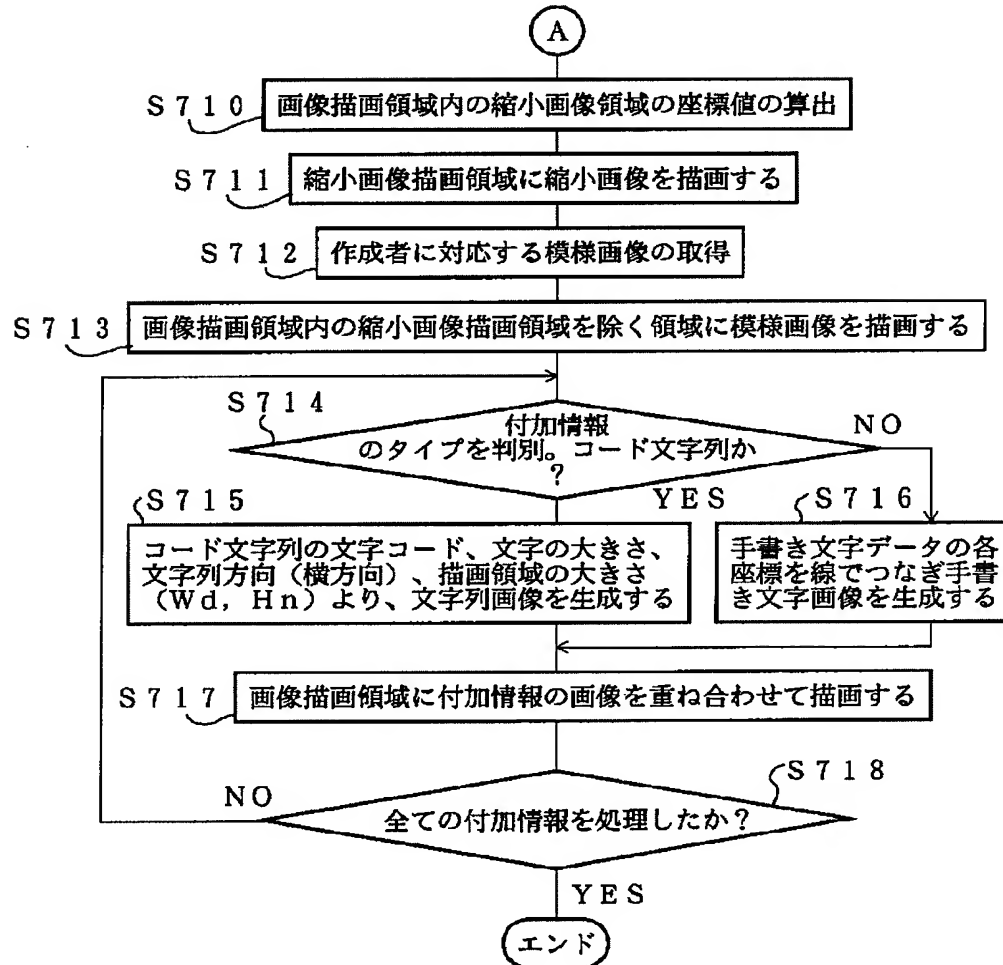 A
S710 画像描画領域内の縮小画像領域の座標値の算出
S711 縮小画像描画領域に縮小画像を描画する
S712 作成者に対応する模様画像の取得
S713 画像描画領域内の縮小画像描画領域を除く領域に模様画像を描画する
S714
付加情報
のタイプを判別。コード文字列か
?
NO
YES
S715
コード文字列の文字コード、文字の大きさ、
文字列方向(横方向)、描画領域の大きさ
(Wd, Hn)より、文字列画像を生成する
S716
手書き文字データの各
座標を線でつなぎ手書
き文字画像を生成する
S717 画像描画領域に付加情報の画像を重ね合わせて描画する
S718
NO
全ての付加情報を処理したか?
YES
エンド